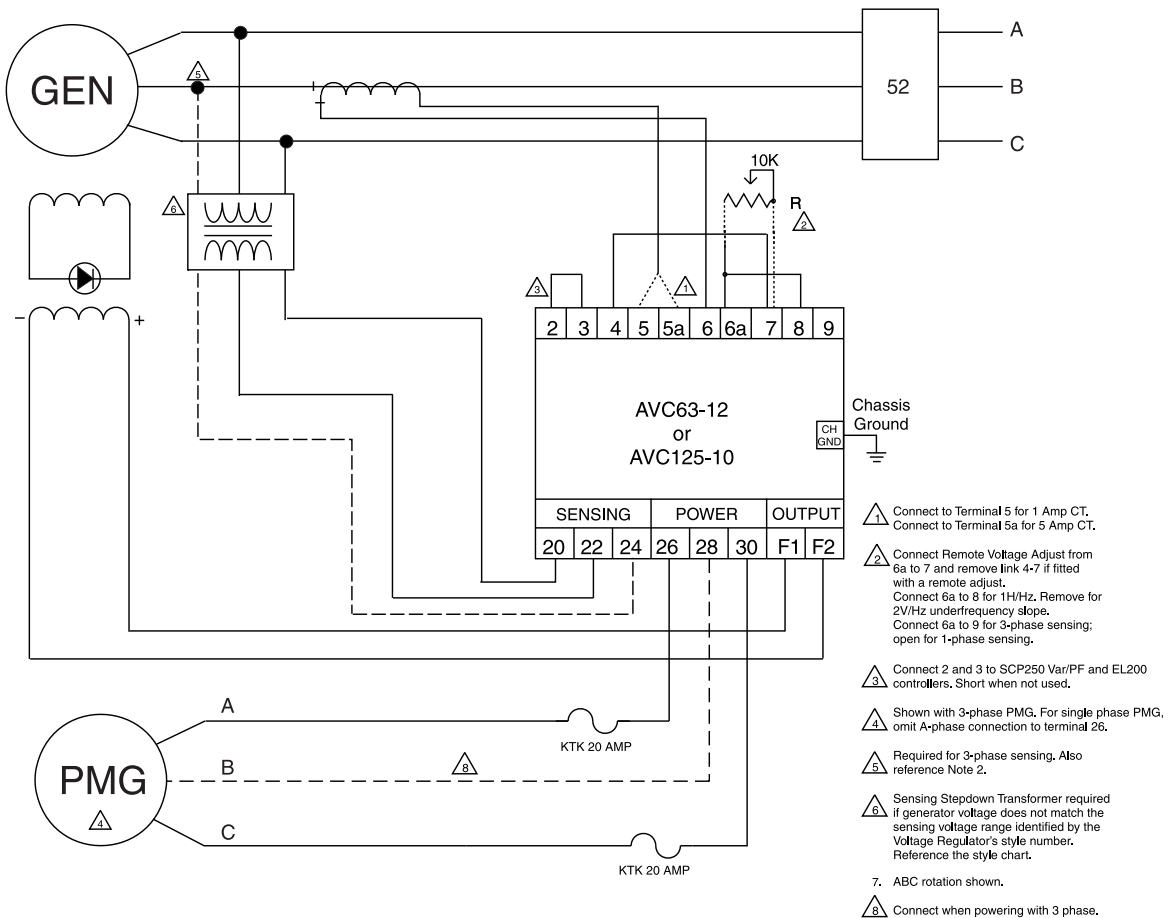 A
GEN
5
+
52
B
−
C
10K
6
R
2
3
1
−
+
2 3 4 5 5a 6 6a 7 8 9
AVC63-12
or
AVC125-10
CH
GND
Chassis
Ground
SENSING POWER OUTPUT
20 22 24 26 28 30 F1 F2
1 Connect to Terminal 5 for 1 Amp CT.
Connect to Terminal 5a for 5 Amp CT.
2 Connect Remote Voltage Adjust from
6a to 7 and remove link 4-7 if fitted
with a remote adjust.
Connect 6a to 8 for 1H/Hz. Remove for
2V/Hz underfrequency slope.
Connect 6a to 9 for 3-phase sensing;
open for 1-phase sensing.
3 Connect 2 and 3 to SCP250 Var/PF and EL200
controllers. Short when not used.
4 Shown with 3-phase PMG. For single phase PMG,
omit A-phase connection to terminal 26.
5 Required for 3-phase sensing. Also
reference Note 2.
6 Sensing Stepdown Transformer required
if generator voltage does not match the
sensing voltage range identified by the
Voltage Regulator's style number.
Reference the style chart.
7. ABC rotation shown.
8 Connect when powering with 3 phase.
A
KTK 20 AMP
PMG
4
B
8
C
KTK 20 AMP